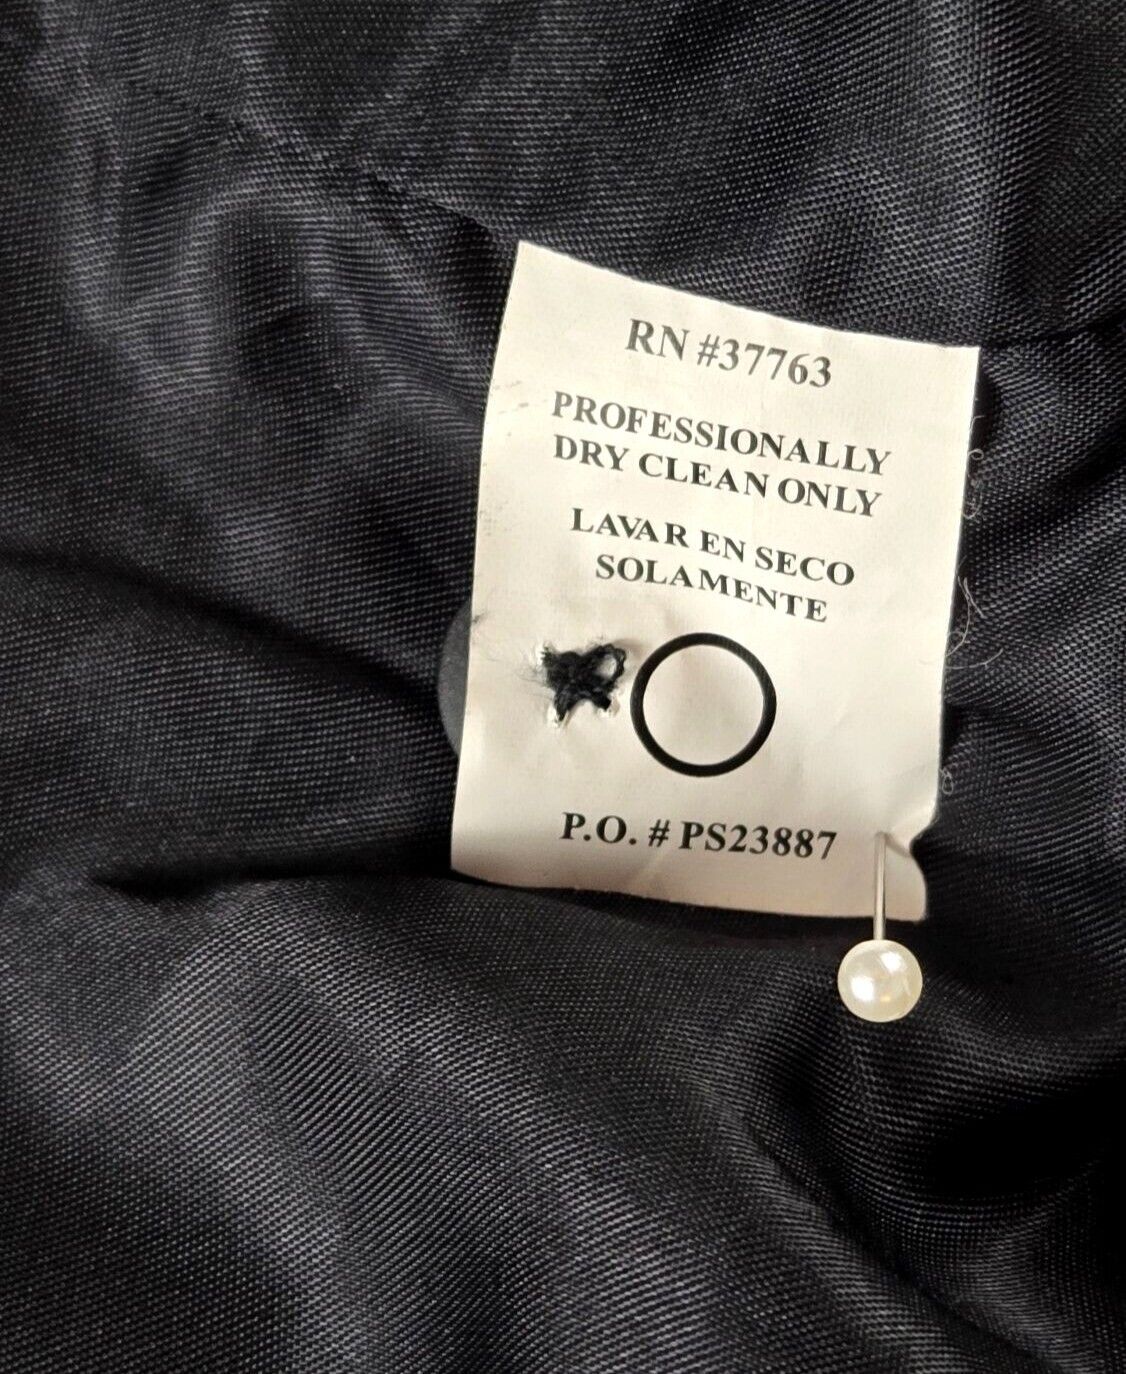 RN #37763
PROFESSIONALLY
DRY CLEAN ONLY
LAVAR EN SECO
SOLAMENTE
P.O. # PS23887